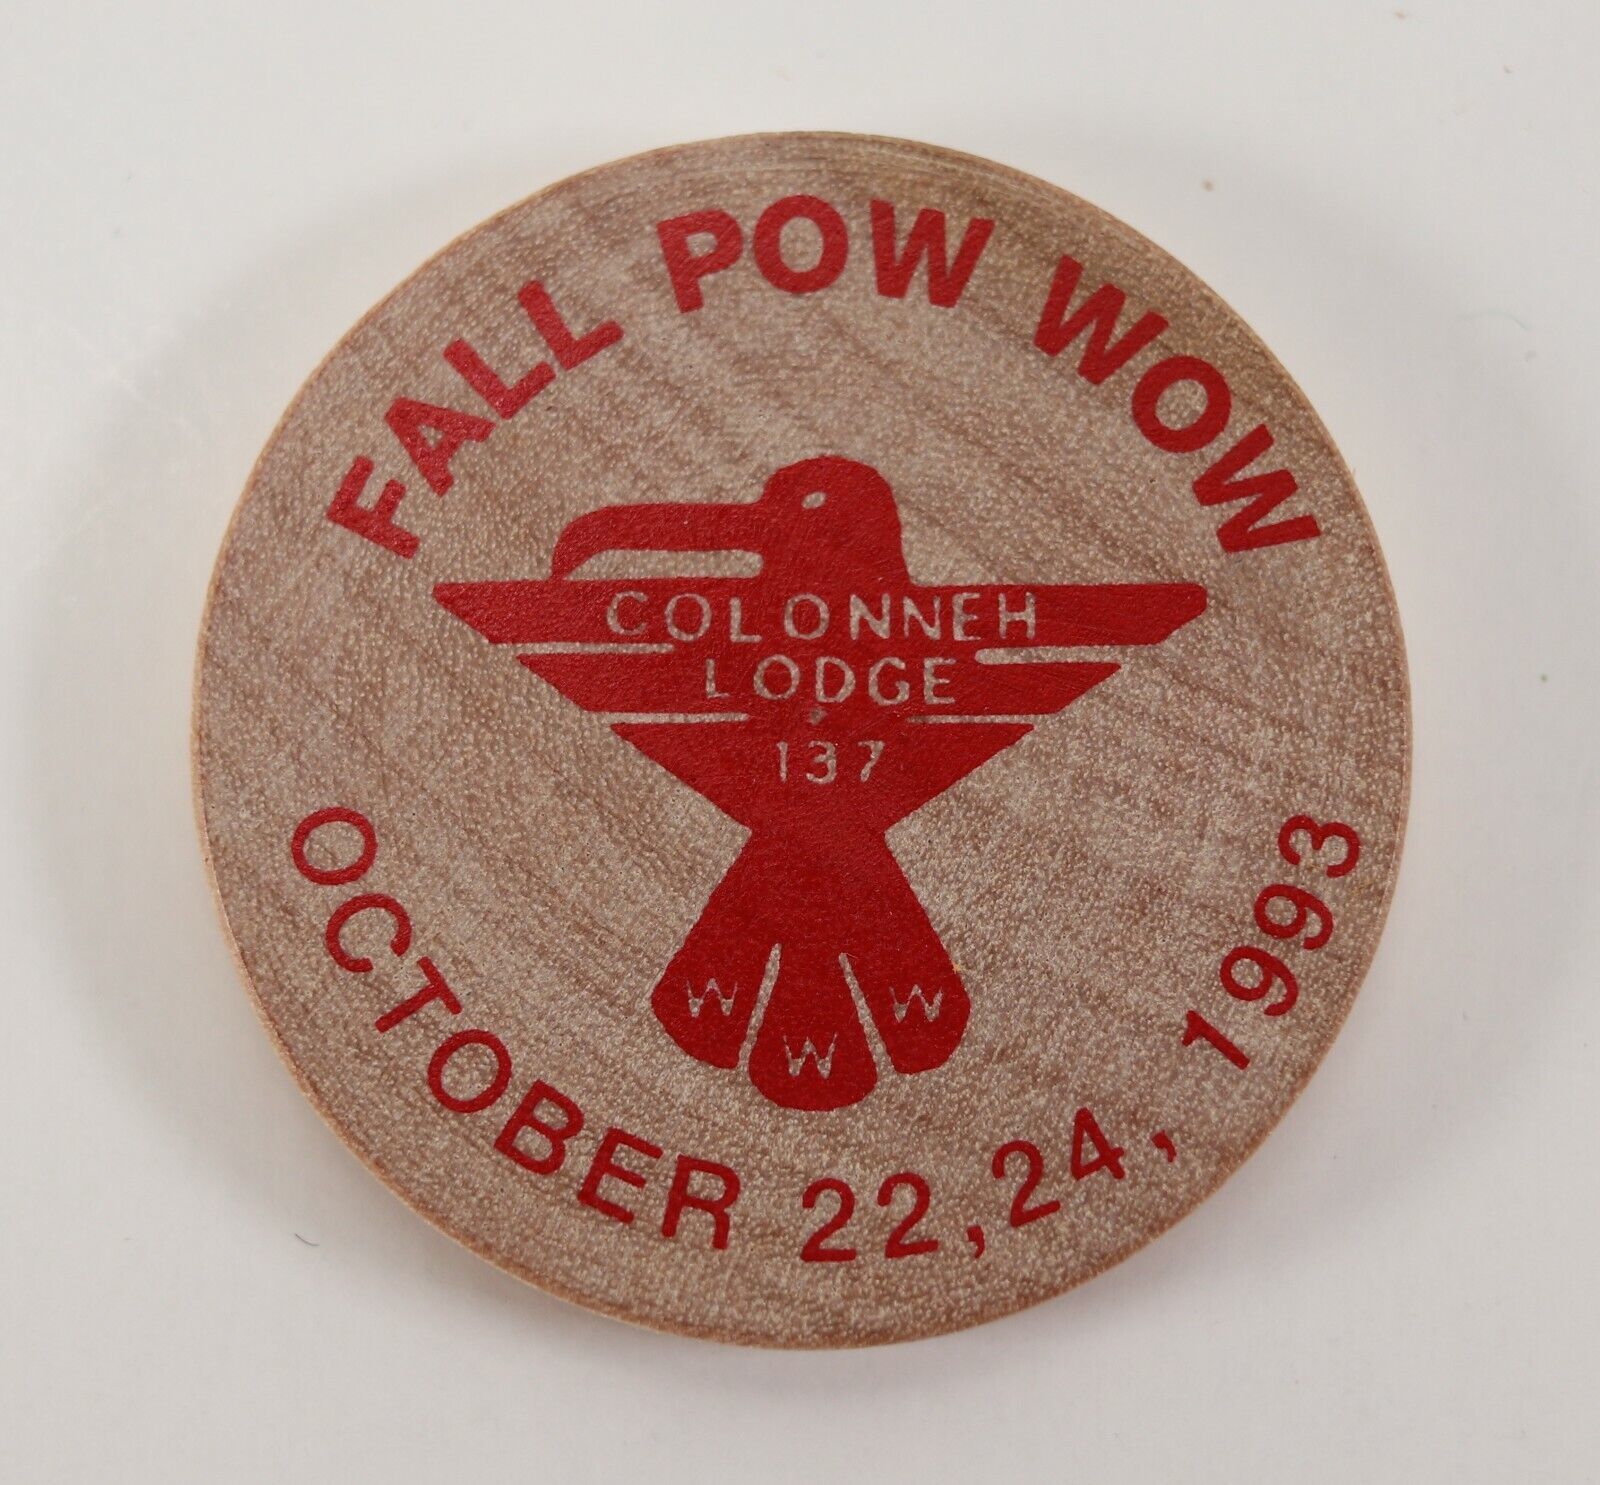 FALL POW WOW
COLONNEH
LODGE
137
W W W
OCTOBER 22,24, 1993